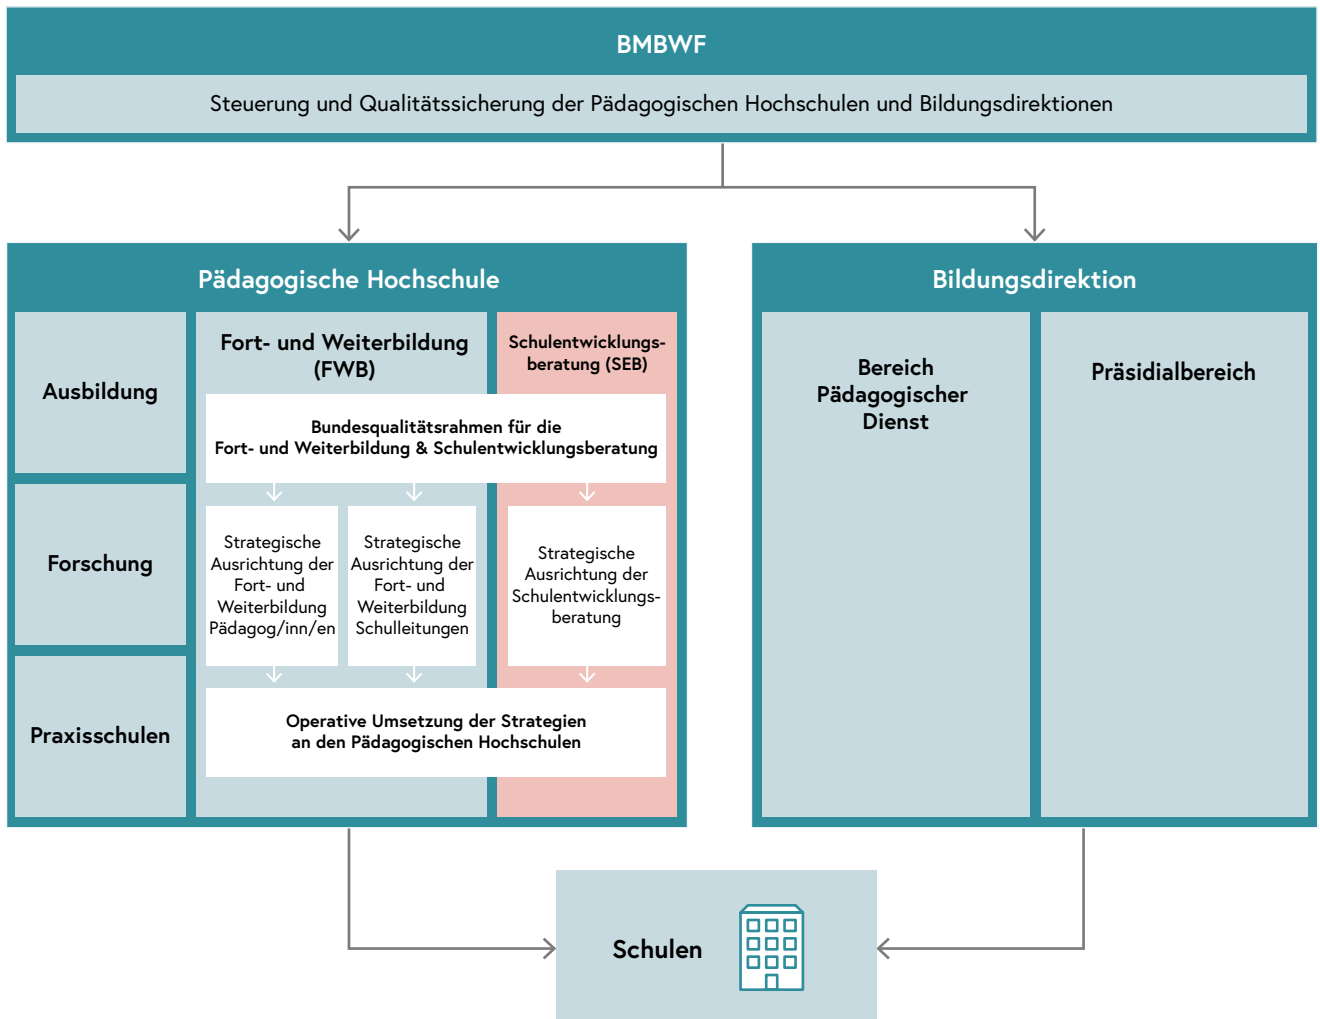 BMBWF
Steuerung und Qualitätssicherung der Pädagogischen Hochschulen und Bildungsdirektionen
Pädagogische Hochschule
Ausbildung
Forschung
Praxisschulen
Fort- und Weiterbildung
(FWB)
Schulentwicklungs-
beratung (SEB)
Bundesqualitätsrahmen für die
Fort- und Weiterbildung & Schulentwicklungsberatung
Strategische
Ausrichtung der
Fort- und
Weiterbildung
Pädagog/inn/en
Strategische
Ausrichtung der
Fort- und
Weiterbildung
Schulleitungen
Strategische
Ausrichtung der
Schulentwicklungs-
beratung
Operative Umsetzung der Strategien
an den Pädagogischen Hochschulen
Bildungsdirektion
Bereich
Pädagogischer
Dienst
Präsidialbereich
Schulen